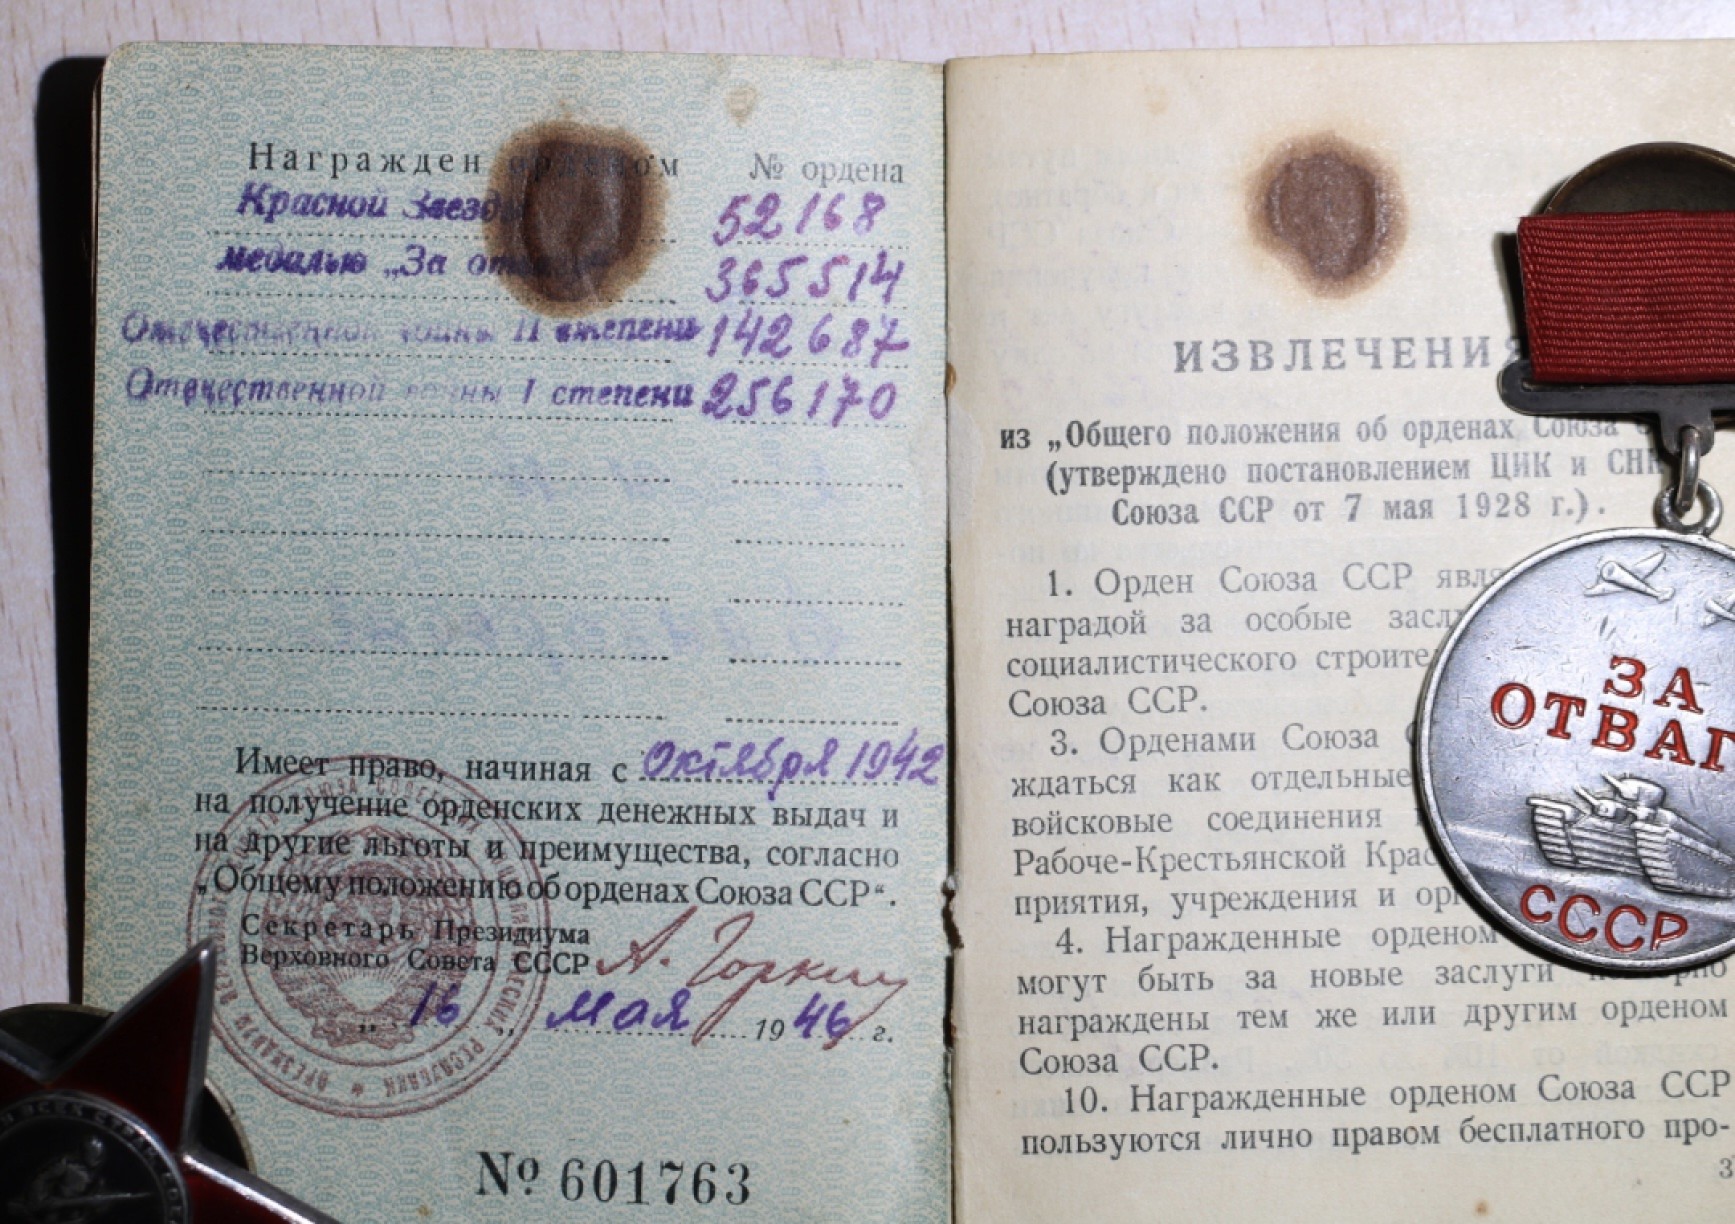 Награжден орденом № ордена
Красной Звезды 52168
медалью „За отвагу“ 365514
Отечественной войны II степени 142687
Отечественной войны I степени 256170
Имеет право, начиная с октября 1942
на получение орденских денежных выдач и
на другие льготы и преимущества, согласно
„Общему положению об орденах Союза ССР“.
Секретарь Президиума
Верховного Совета СССР А. Горкин
„16„ мая 1946 г.
№ 601763
ИЗВЛЕЧЕНИЯ
из „Общего положения об орденах Союза
(утверждено постановлением ЦИК и СНК
Союза ССР от 7 мая 1928 г.).
1. Орден Союза ССР
наградой за особые
социалистического
Союза ССР.
3. Орденами Союза
ждаться как отдельные
войсковые соединения
Рабоче-Крестьянской
приятия, учреждения и
4. Награжденные орденом
могут быть за новые заслуги
награждены тем же или другим орденом
Союза ССР.
10. Награжденные орденом Союза ССР
пользуются лично правом бесплатного про-
3
ЗА
ОТВАГ
СССР